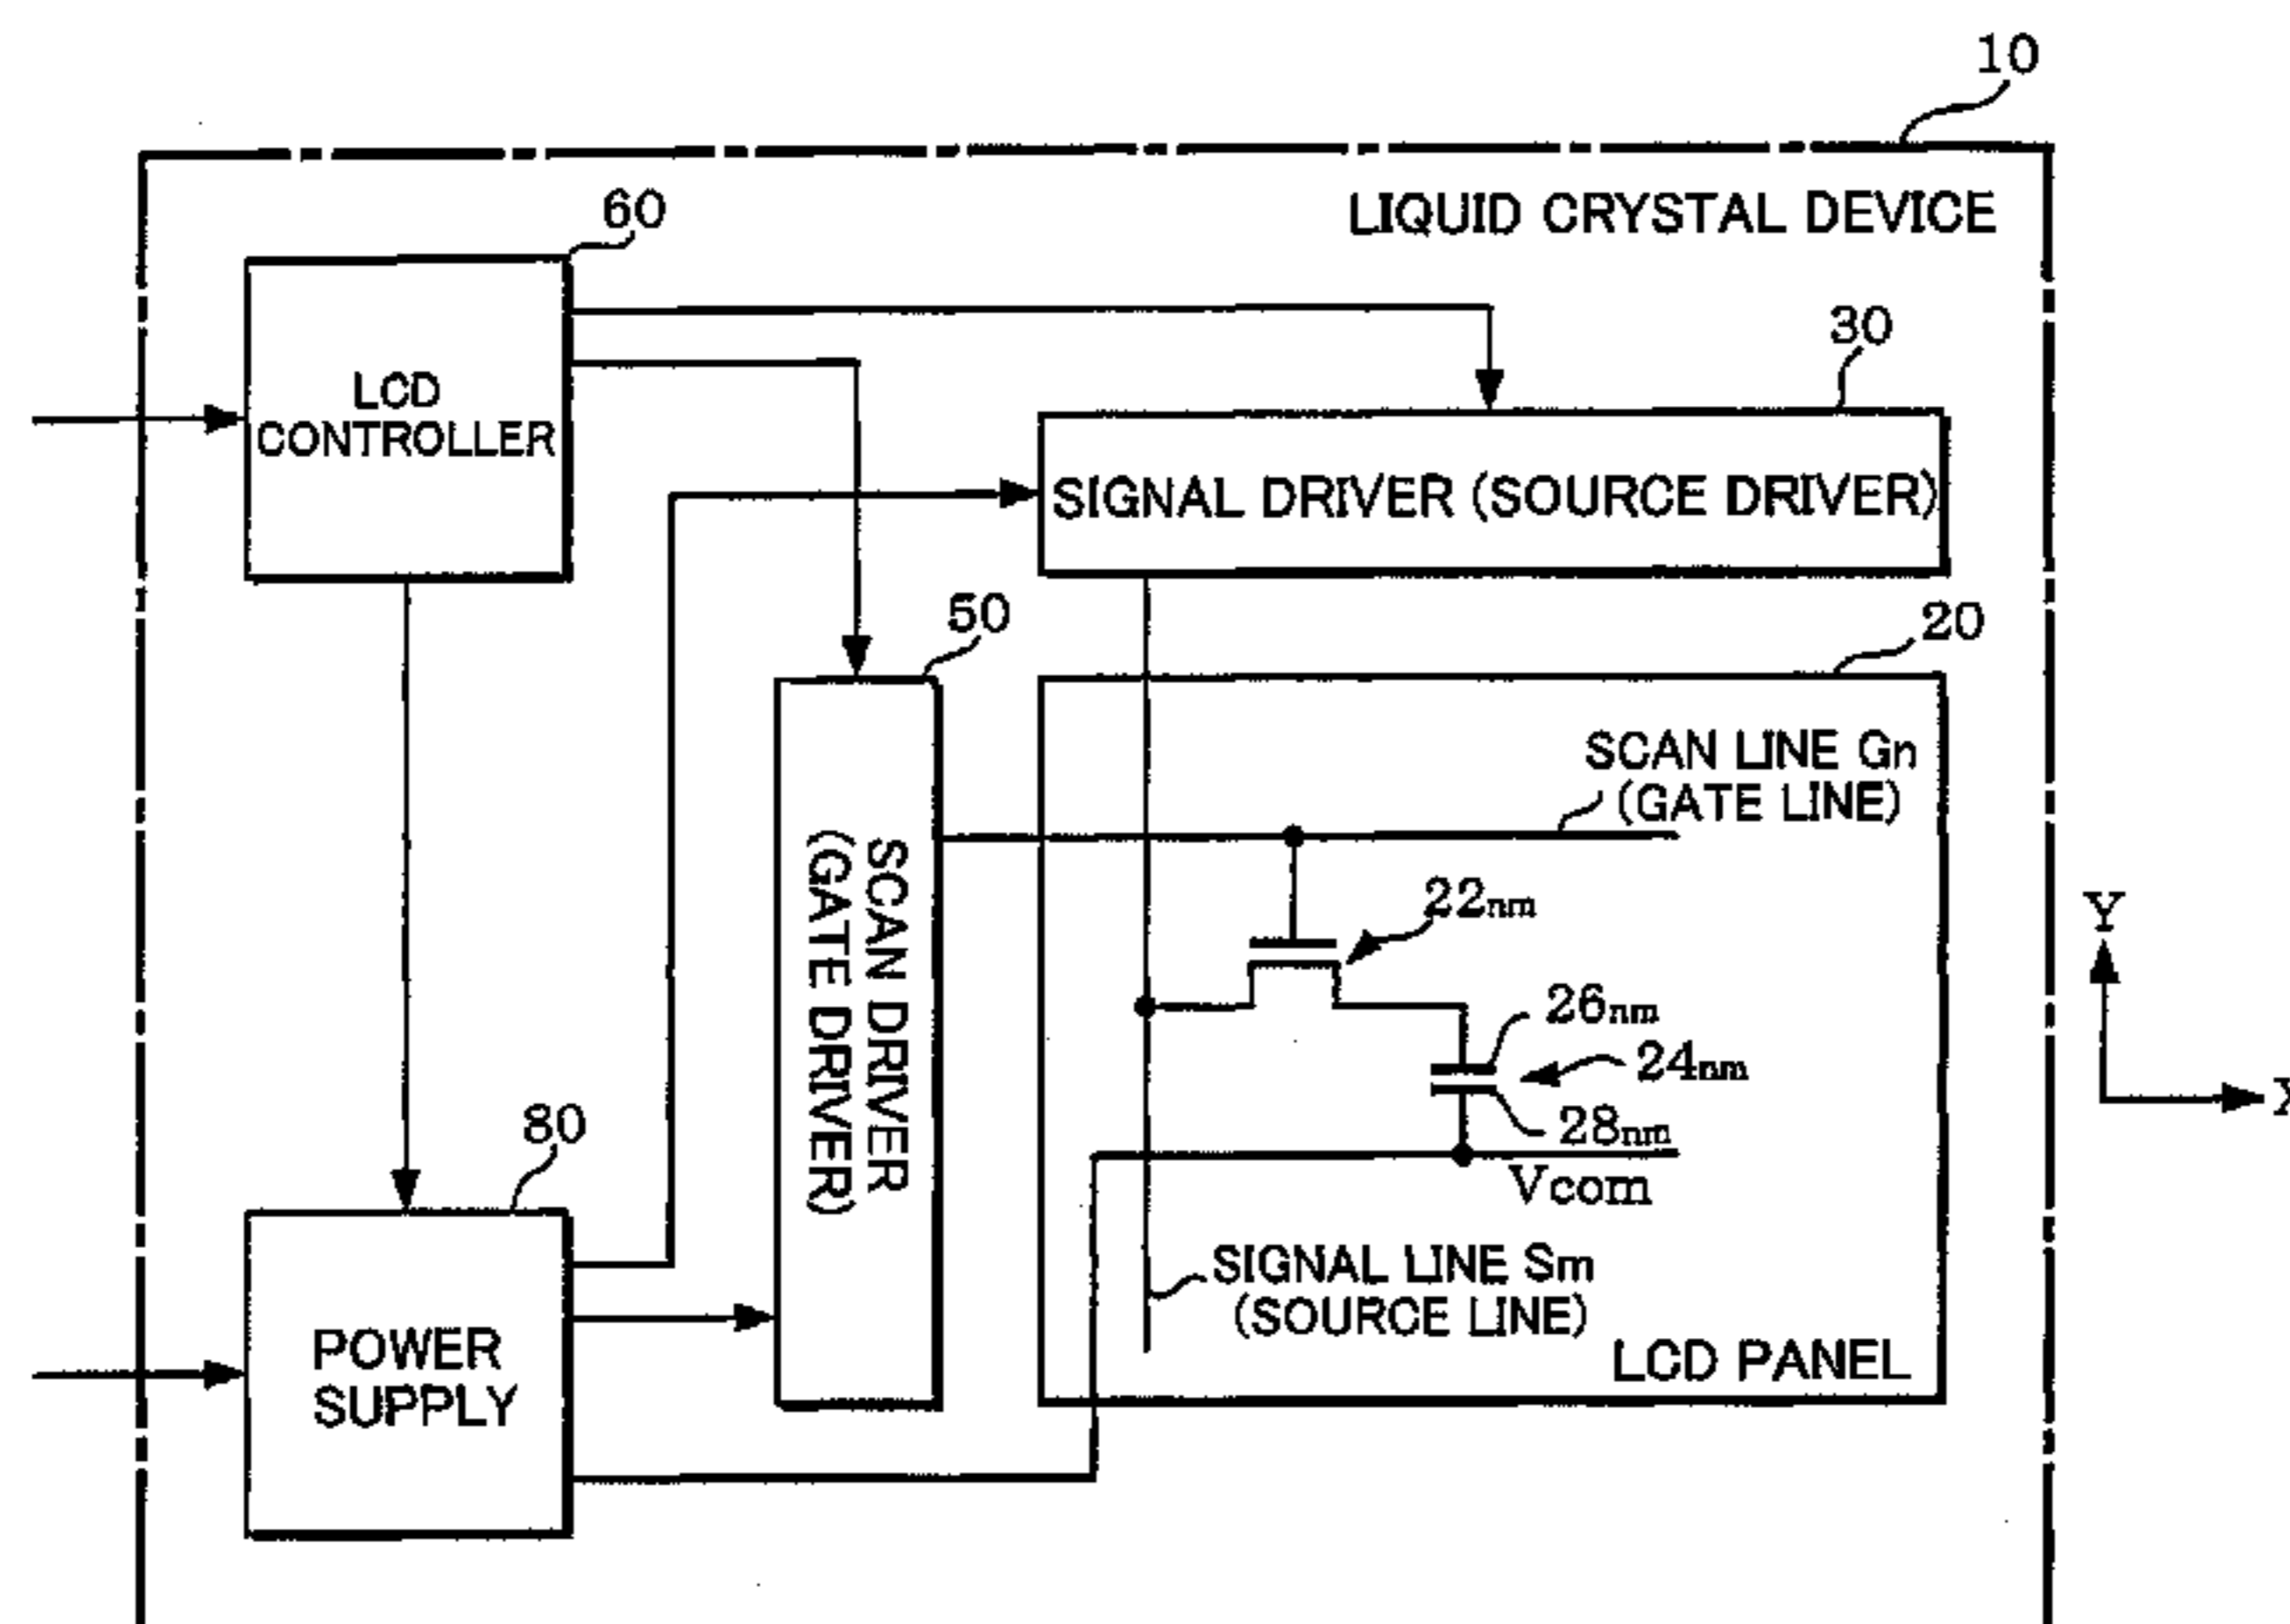 10
LIQUID CRYSTAL DEVICE
60
LCD
CONTROLLER
30
SIGNAL DRIVER (SOURCE DRIVER)
50
SCAN DRIVER
(GATE DRIVER)
20
SCAN LINE Gn
(GATE LINE)
22nm
26nm
24nm
28nm
Vcom
SIGNAL LINE Sm
(SOURCE LINE)
LCD PANEL
80
POWER
SUPPLY
Y
X